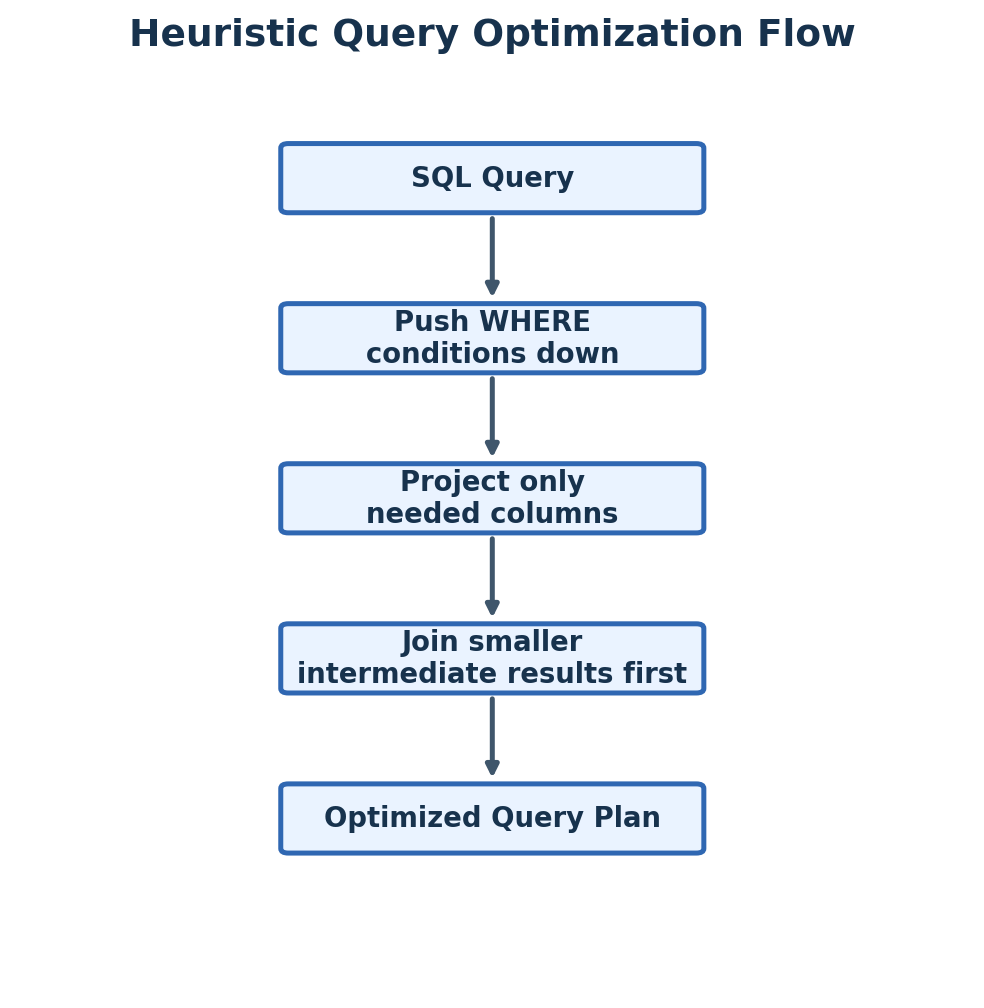 Heuristic Query Optimization Flow
SQL Query
Push WHERE
conditions down
Project only
needed columns
Join smaller
intermediate results first
Optimized Query Plan